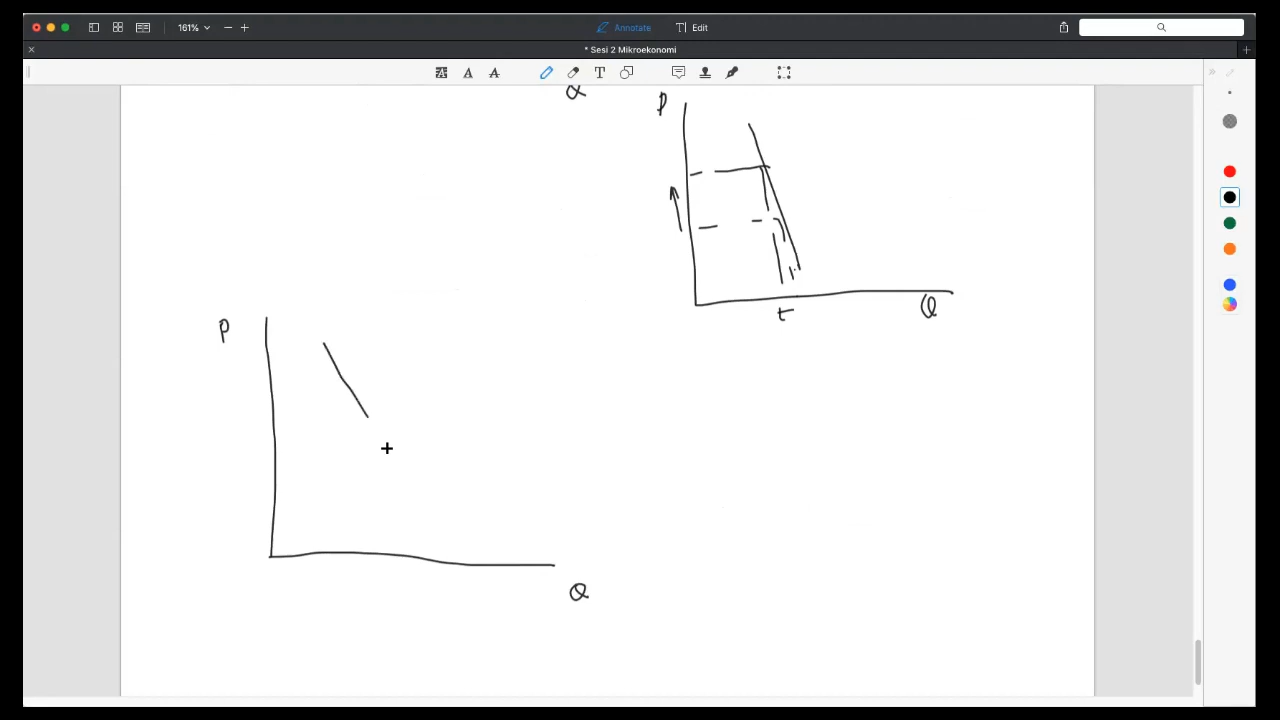 161%
Annotate
Edit
* Sesi 2 Mikroekonomi
A A A T
Q
P
Q
P
Q